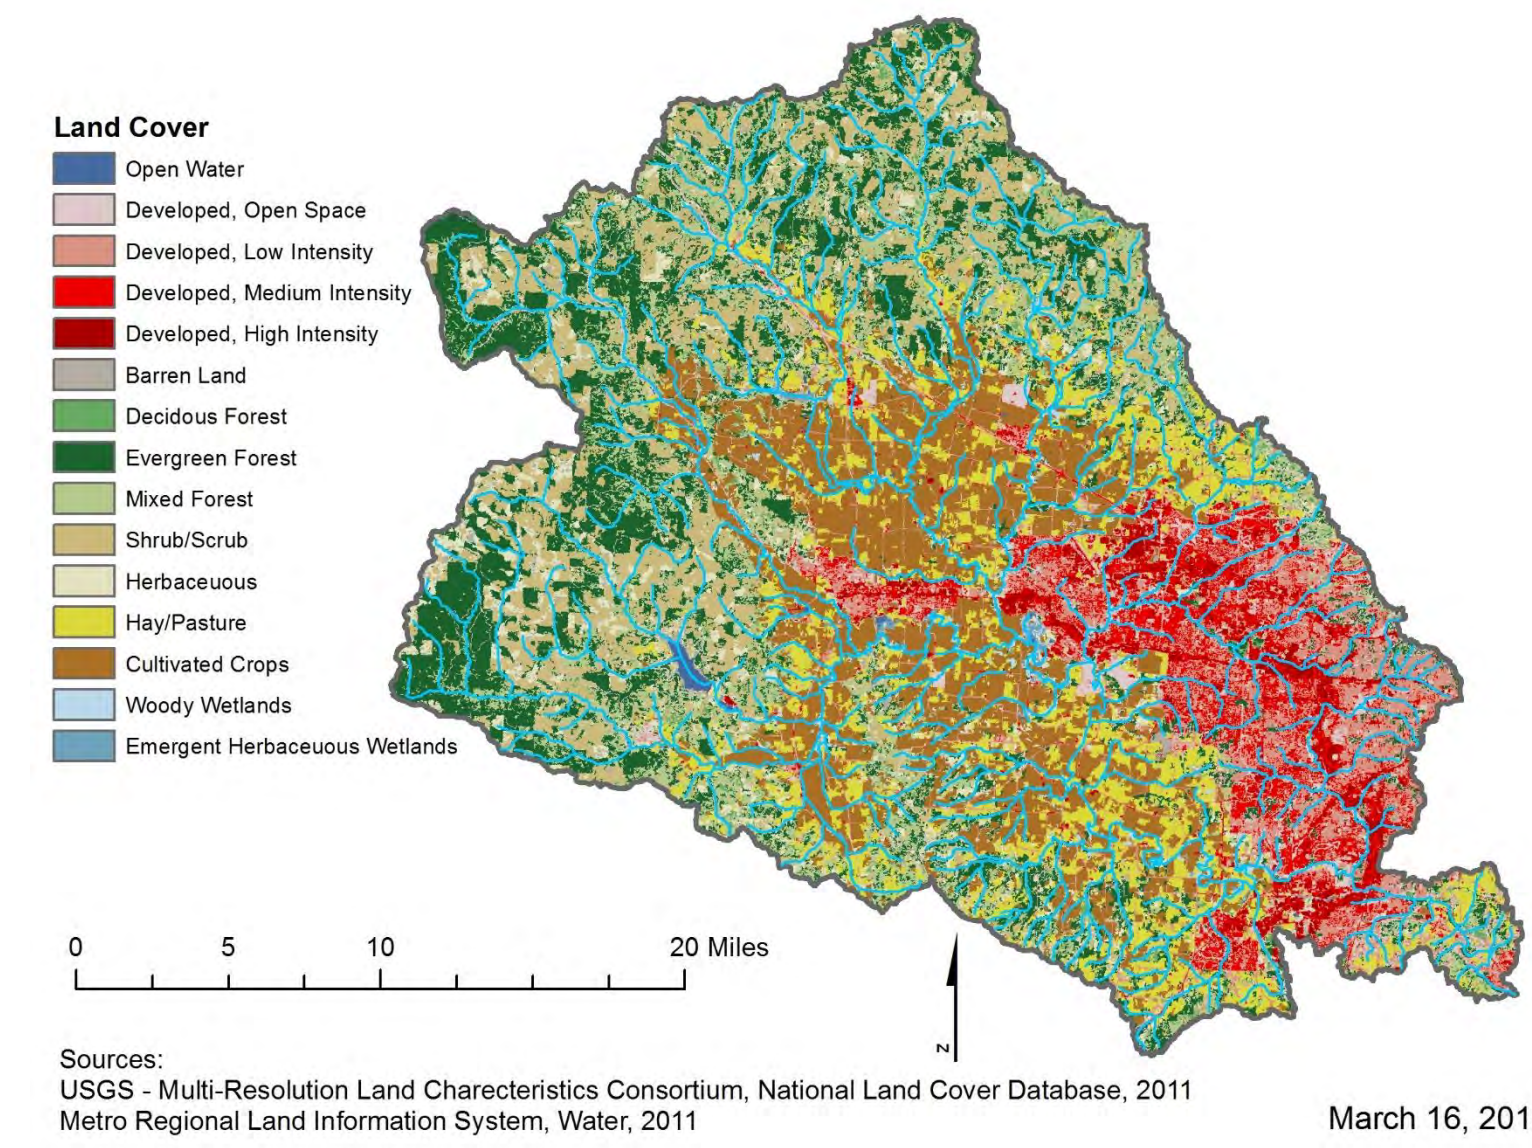 Land Cover
Open Water
Developed, Open Space
Developed, Low Intensity
Developed, Medium Intensity
Developed, High Intensity
Barren Land
Decidous Forest
Evergreen Forest
Mixed Forest
Shrub/Scrub
Herbaceuous
Hay/Pasture
Cultivated Crops
Woody Wetlands
Emergent Herbaceuous Wetlands
0 5 10 20 Miles
N
Sources:
USGS - Multi-Resolution Land Charecteristics Consortium, National Land Cover Database, 2011
Metro Regional Land Information System, Water, 2011
March 16, 201